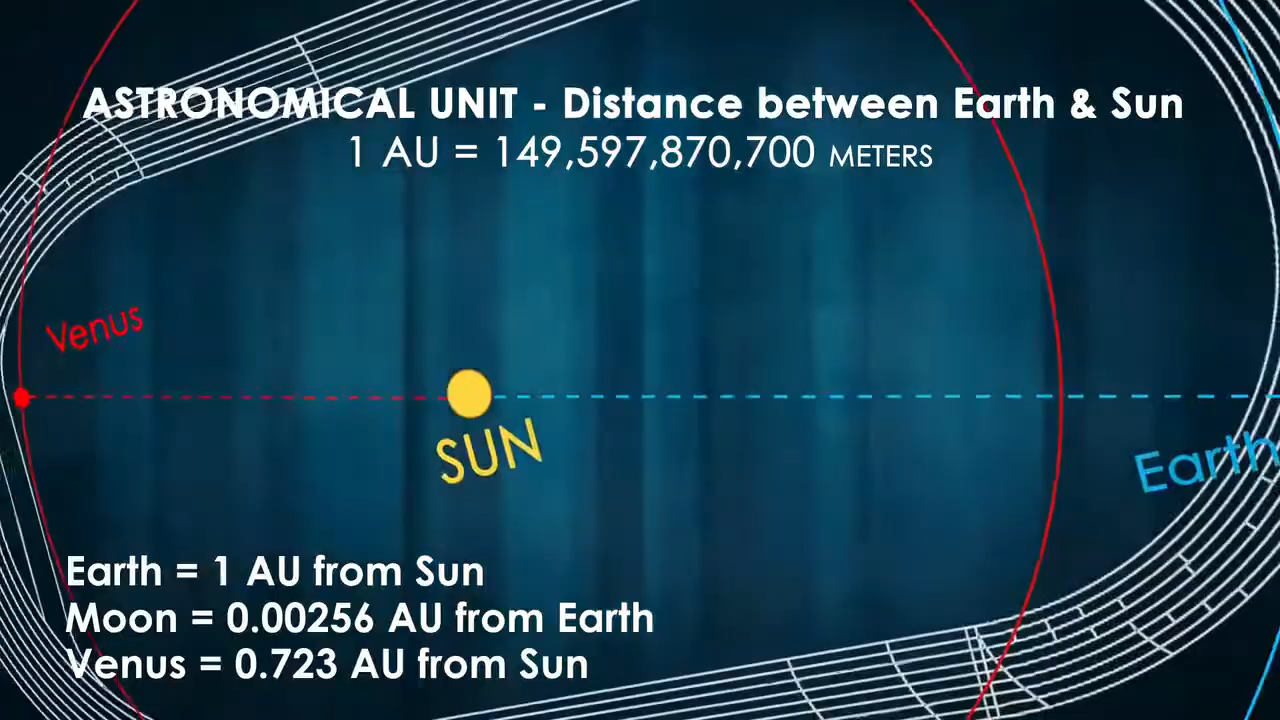 ASTRONOMICAL UNIT - Distance between Earth & Sun
1 AU = 149,597,870,700 METERS
Venus
SUN
Earth
Earth = 1 AU from Sun
Moon = 0.00256 AU from Earth
Venus = 0.723 AU from Sun